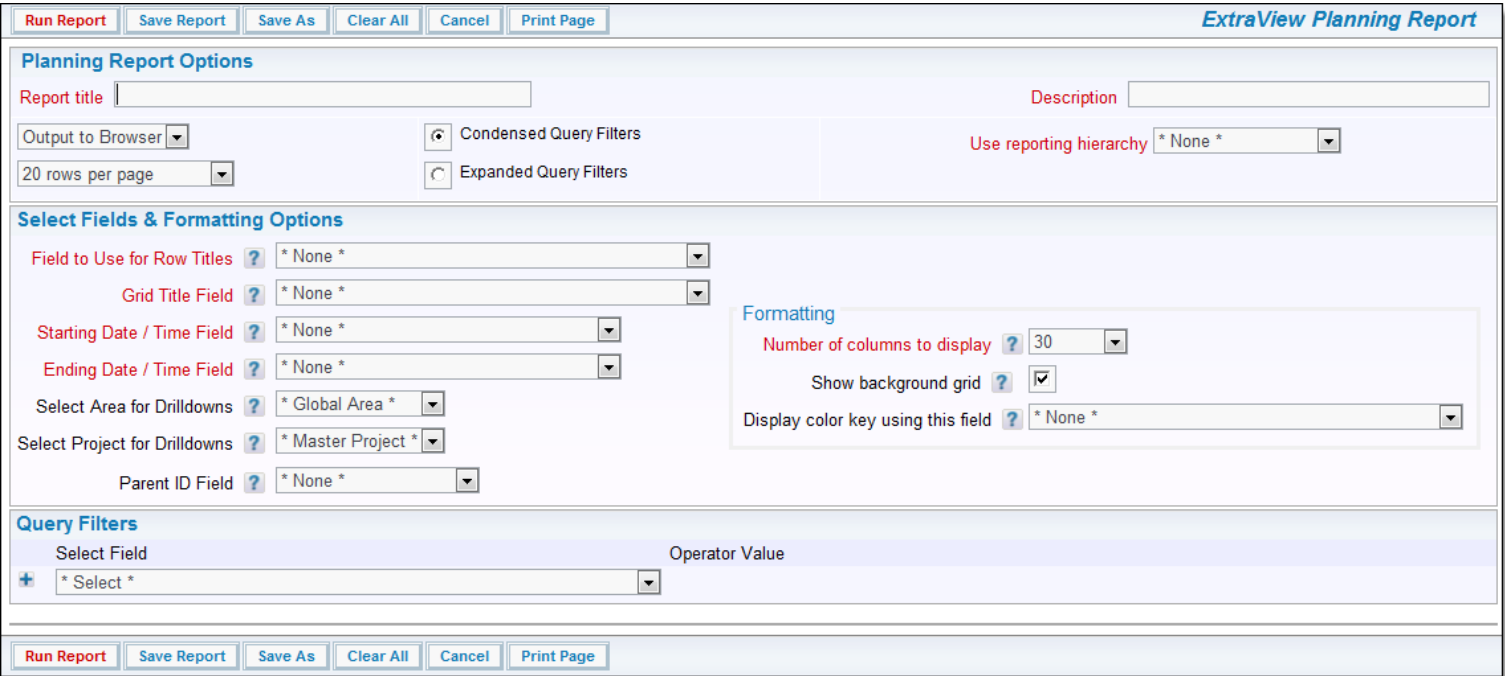 Run Report Save Report Save As Clear All Cancel Print Page ExtraView Planning Report
Planning Report Options
Report title Description
Output to Browser Condensed Query Filters Use reporting hierarchy * None *
20 rows per page Expanded Query Filters
Select Fields & Formatting Options
Field to Use for Row Titles ? * None *
Grid Title Field ? * None *
Formatting
Starting Date / Time Field ? * None * Number of columns to display ? 30
Ending Date / Time Field ? * None * Show background grid ?
Select Area for Drilldowns ? * Global Area * Display color key using this field ? * None *
Select Project for Drilldowns ? * Master Project *
Parent ID Field ? * None *
Query Filters
Select Field Operator Value
* Select *
Run Report Save Report Save As Clear All Cancel Print Page